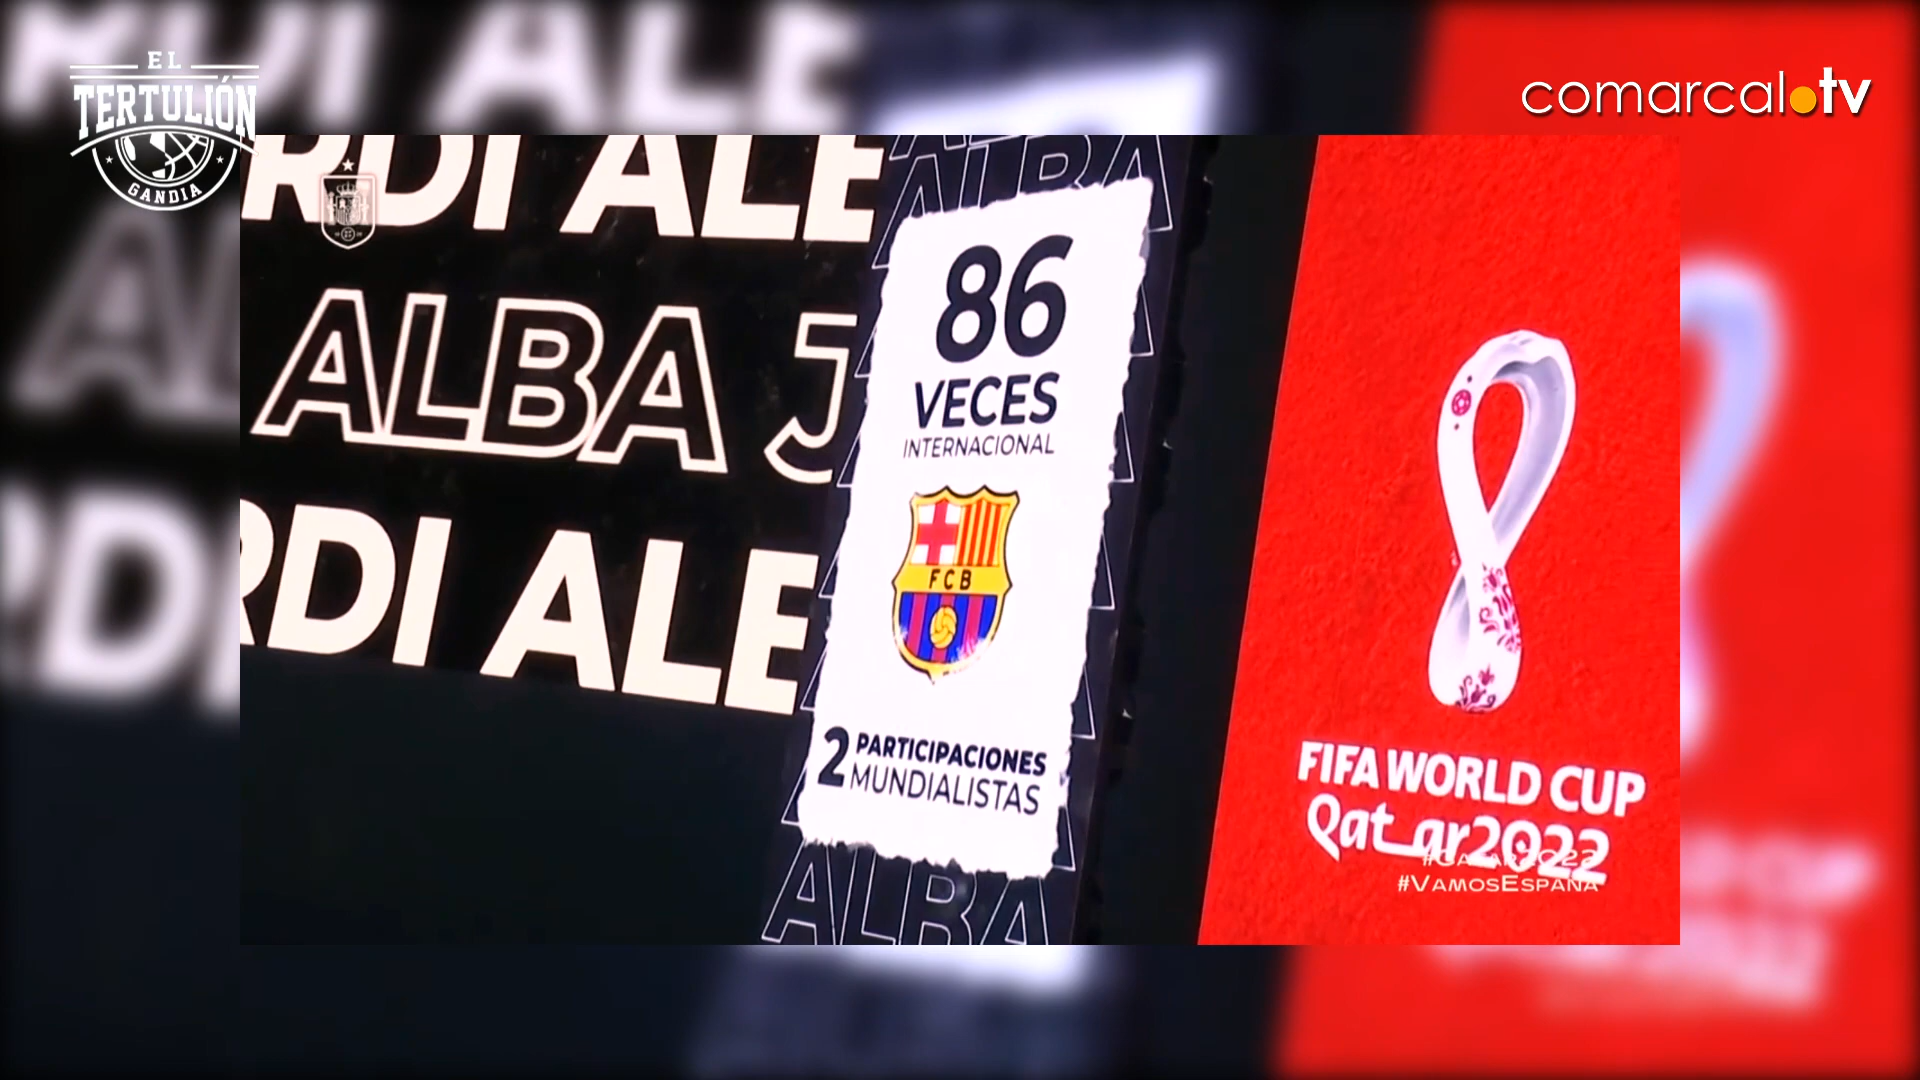 EL
TERTULIÓN
GANDIA
comarcal.tv
RDI ALE
ALBA J
RDI ALE
ALBA
86
VECES
INTERNACIONAL
FCB
2 PARTICIPACIONES
MUNDIALISTAS
ALBA
FIFA WORLD CUP
Qatar2022
#Catar2022
#VamosEspaña